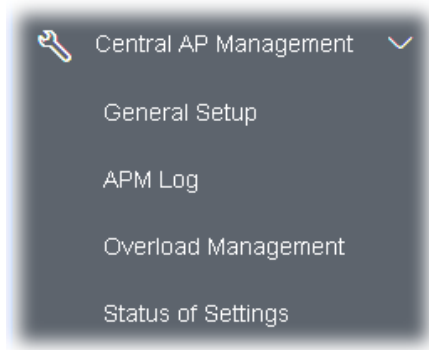 Central AP Management
General Setup
APM Log
Overload Management
Status of Settings